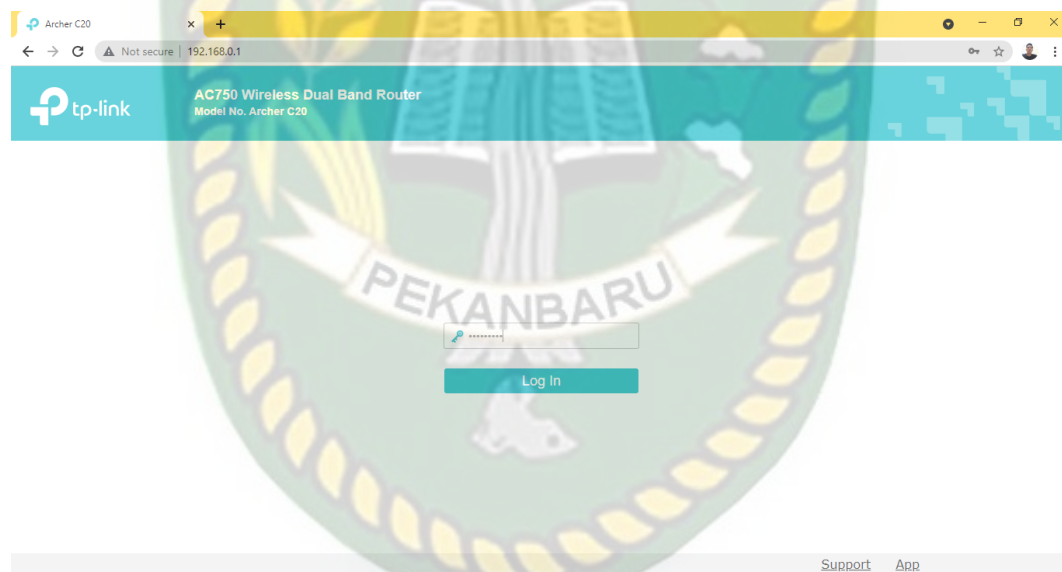 Archer C20
Not secure | 192.168.0.1
tp-link
AC750 Wireless Dual Band Router
Model No. Archer C20
PEKANBARU
Log In
Support App